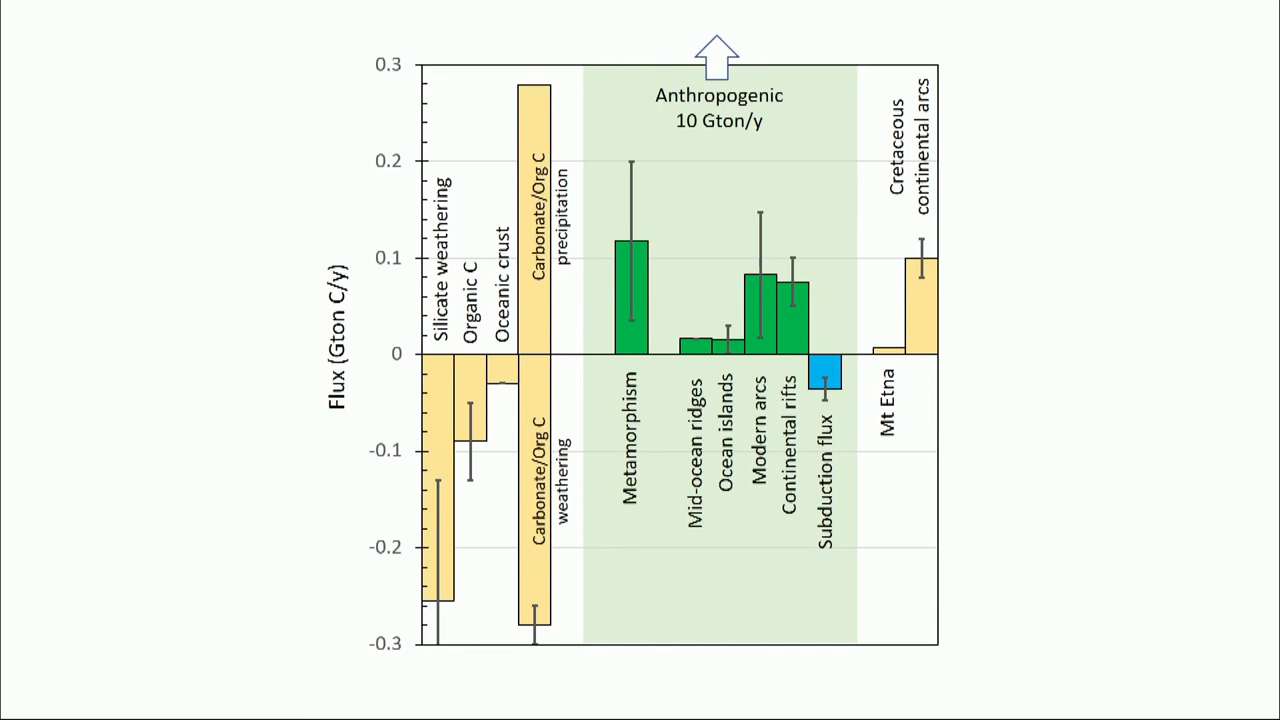 Flux (Gton C/y)
0.3
0.2
0.1
0
-0.1
-0.2
-0.3
Silicate weathering
Organic C
Oceanic crust
Carbonate/Org C
precipitation
Carbonate/Org C
weathering
Anthropogenic
10 Gton/y
Metamorphism
Mid-ocean ridges
Ocean islands
Modern arcs
Continental rifts
Subduction flux
Mt Etna
Cretaceous
continental arcs